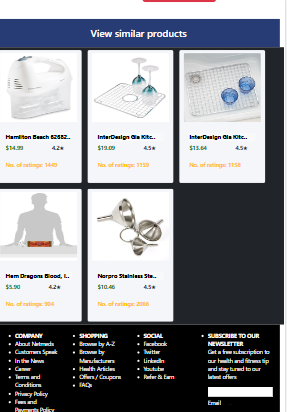 View similar products
Hamilton Beach 62682..
$14.99 4.2★
No. of ratings: 1449
InterDesign Gia Kitc..
$19.09 4.5★
No. of ratings: 1158
InterDesign Gia Kitc..
$13.64 4.5★
No. of ratings: 1158
Hem Dragons Blood, I..
$5.90 4.2★
No. of ratings: 904
Norpro Stainless Ste..
$10.46 4.5★
No. of ratings: 2066
COMPANY
About Netmeds
Customers Speak
In the News
Career
Terms and
Conditions
Privacy Policy
Fees and
Payments Policy
SHOPPING
Browse by A-Z
Browse by
Manufacturers
Health Articles
Offers / Coupons
FAQs
SOCIAL
Facebook
Twitter
LinkedIn
Youtube
Refer & Earn
SUBSCRIBE TO OUR
NEWSLETTER
Get a free subscription to
our health and fitness tip
and stay tuned to our
latest offers
Email